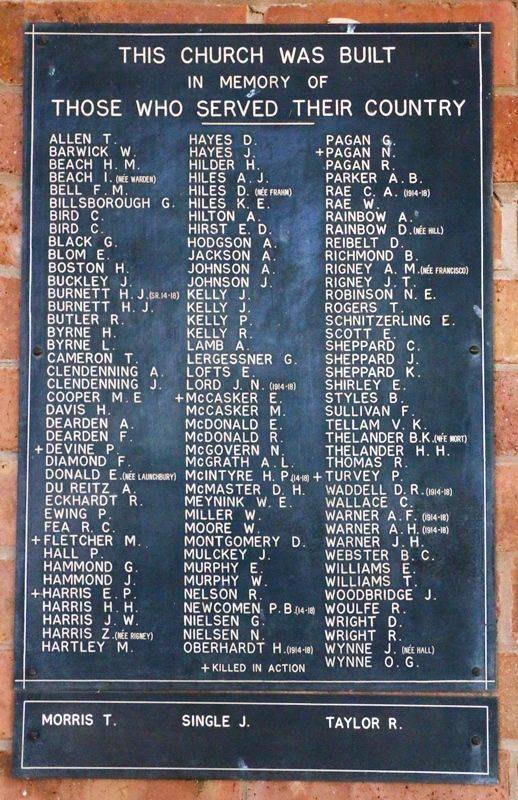 THIS CHURCH WAS BUILT
IN MEMORY OF
THOSE WHO SERVED THEIR COUNTRY
ALLEN T.
BARWICK W.
BEACH H. M.
BEACH I. (NÉE WARDEN)
BELL F. M.
BILLSBOROUGH G.
BIRD C.
BIRD C.
BLACK G.
BLOM E.
BOSTON H.
BUCKLEY J.
BURNETT H. J. (SR. 14-18)
BURNETT H. J.
BUTLER R.
BYRNE H.
BYRNE L.
CAMERON T.
CLENDENNING A.
CLENDENNING J.
COOPER M. E
DAVIS H.
DEARDEN A.
DEARDEN F.
+ DEVINE P.
DIAMOND F.
DONALD E. (NÉE LAUNCHBURY)
DU REITZ A.
ECKHARDT R.
EWING P.
FEA R. C.
+ FLETCHER M.
HALL P.
HAMMOND G.
HAMMOND J.
+ HARRIS E. P.
HARRIS H. H.
HARRIS J. W.
HARRIS Z. (NÉE RIGNEY)
HARTLEY M.
HAYES D.
HAYES J.
HILDER H.
HILES A. J.
HILES D. (NÉE FRAHM)
HILES K. E.
HILTON A.
HIRST E. D.
HODGSON A.
JACKSON A.
JOHNSON A.
JOHNSON J.
KELLY J.
KELLY J.
KELLY P.
KELLY R.
LAMB A.
LERGESSNER G.
LOFTS E.
LORD J. N. (1914-18)
+ McCASKER E.
McCASKER M.
McDONALD E.
McDONALD R.
McGOVERN N.
McGRATH A. L.
McINTYRE H. P. (14-18)
McMASTER D. H.
MEYNINK W. E.
MILLER W.
MOORE W.
MONTGOMERY D.
MULCKEY J.
MURPHY E.
MURPHY W.
NELSON R.
NEWCOMEN P. B. (14-18)
NIELSEN G.
NIELSEN N.
OBERHARDT H. (1914-18)
PAGAN G.
+ PAGAN N.
PAGAN R.
PARKER A. B.
RAE C. A. (1914-18)
RAE W.
RAINBOW A.
RAINBOW D. (NÉE HILL)
REIBELT D.
RICHMOND B.
RIGNEY A. M. (NÉE FRANCISCO)
RIGNEY J. T.
ROBINSON N. E.
ROGERS T.
SCHNITZERLING E.
SCOTT E.
SHEPPARD C.
SHEPPARD J.
SHEPPARD K.
SHIRLEY E.
STYLES B.
SULLIVAN F.
TELLAM V. K.
THELANDER B. K. (NÉE MORT)
THELANDER H. H.
THOMAS R.
+ TURVEY P.
WADDELL D. R. (1914-18)
WALLACE C.
WARNER A. F. (1914-18)
WARNER A. H. (1914-18)
WARNER J. H.
WEBSTER B. C.
WILLIAMS E.
WILLIAMS T.
WOODBRIDGE J.
WOULFE R.
WRIGHT D.
WRIGHT R.
WYNNE J. (NÉE HALL)
WYNNE O. G.
+ KILLED IN ACTION
MORRIS T. SINGLE J. TAYLOR R.